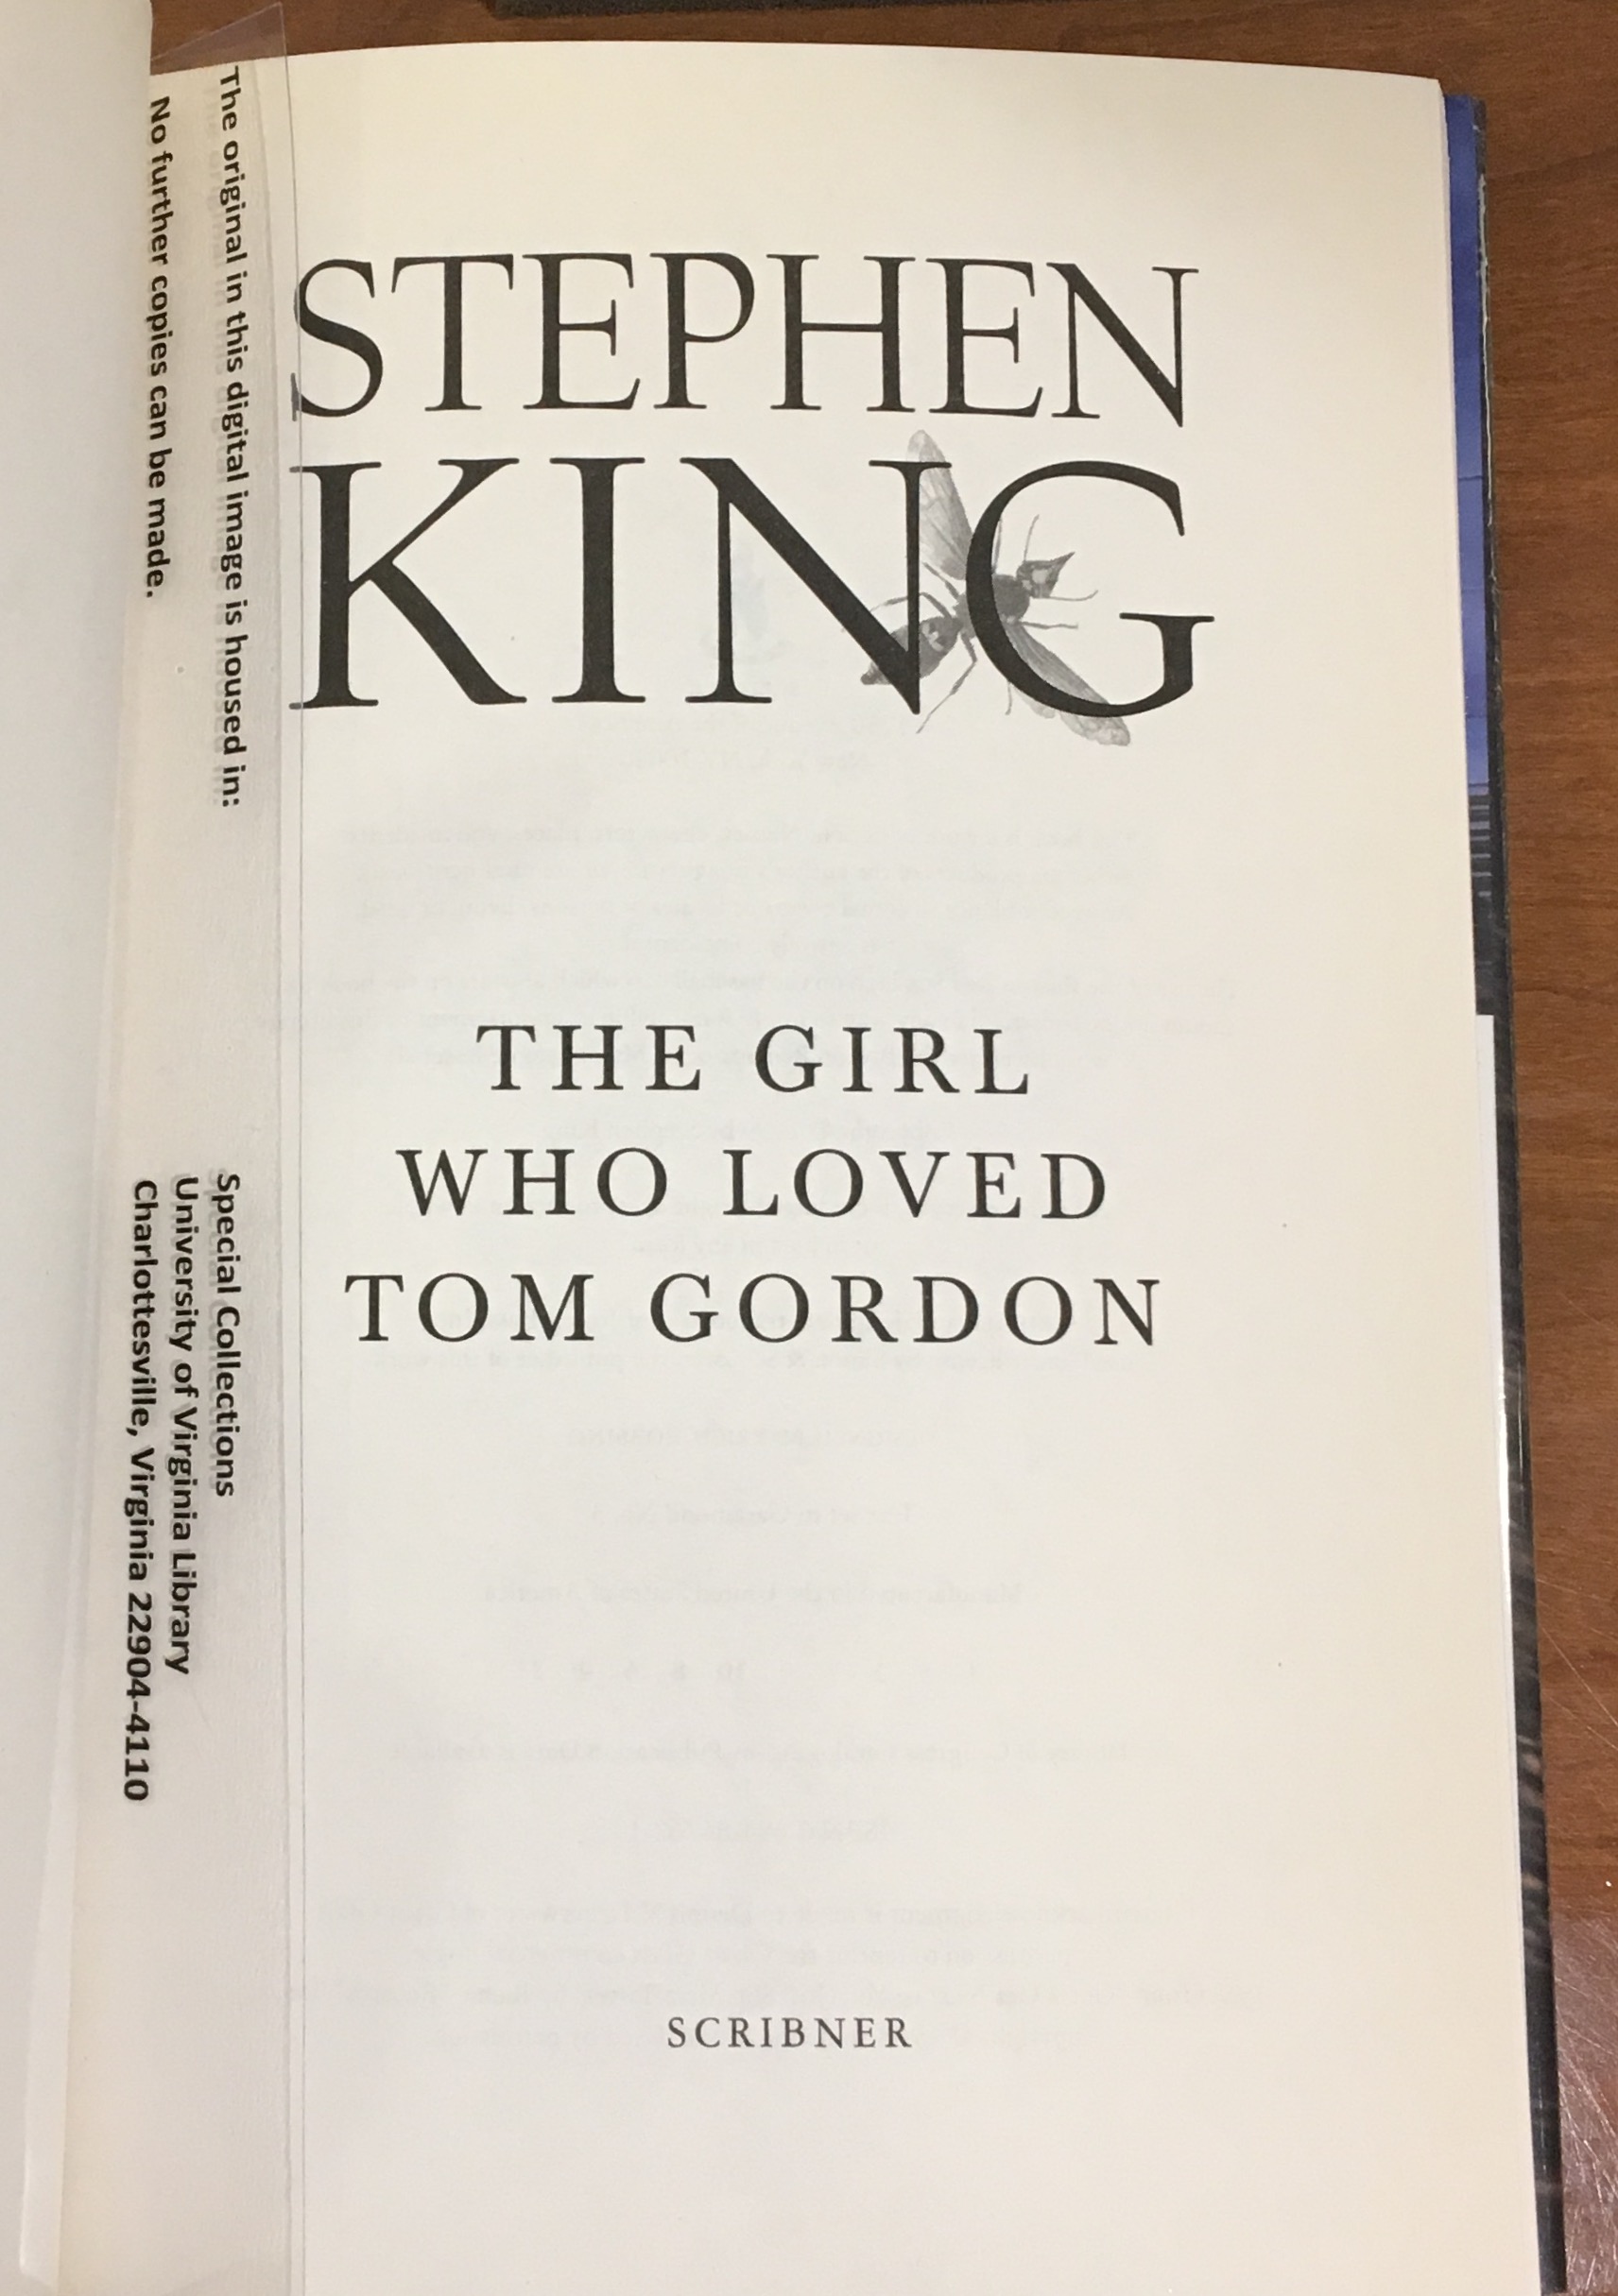 STEPHEN
KING
THE GIRL
WHO LOVED
TOM GORDON
SCRIBNER
The original in this digital image is housed in:
No further copies can be made.
Special Collections
University of Virginia Library
Charlottesville, Virginia 22904-4110